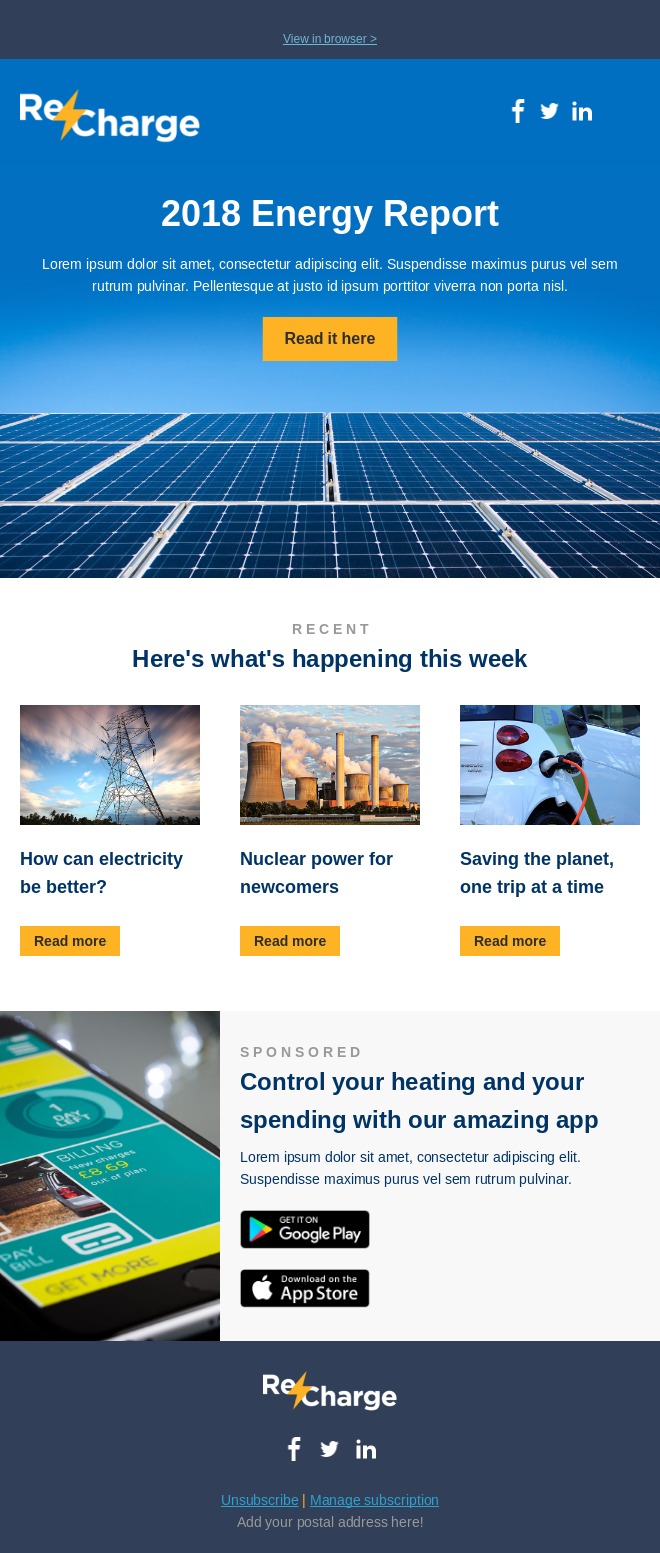 View in browser >
ReCharge
2018 Energy Report
Lorem ipsum dolor sit amet, consectetur adipiscing elit. Suspendisse maximus purus vel sem
rutrum pulvinar. Pellentesque at justo id ipsum porttitor viverra non porta nisl.
Read it here
RECENT
Here's what's happening this week
How can electricity
be better?
Read more
Nuclear power for
newcomers
Read more
Saving the planet,
one trip at a time
Read more
1
DAY
LEFT
BILLING
New charges
£8.69
out of plan
PAY
BILL
GET MORE
SPONSORED
Control your heating and your
spending with our amazing app
Lorem ipsum dolor sit amet, consectetur adipiscing elit.
Suspendisse maximus purus vel sem rutrum pulvinar.
GET IT ON
Google Play
Download on the
App Store
ReCharge
Unsubscribe | Manage subscription
Add your postal address here!